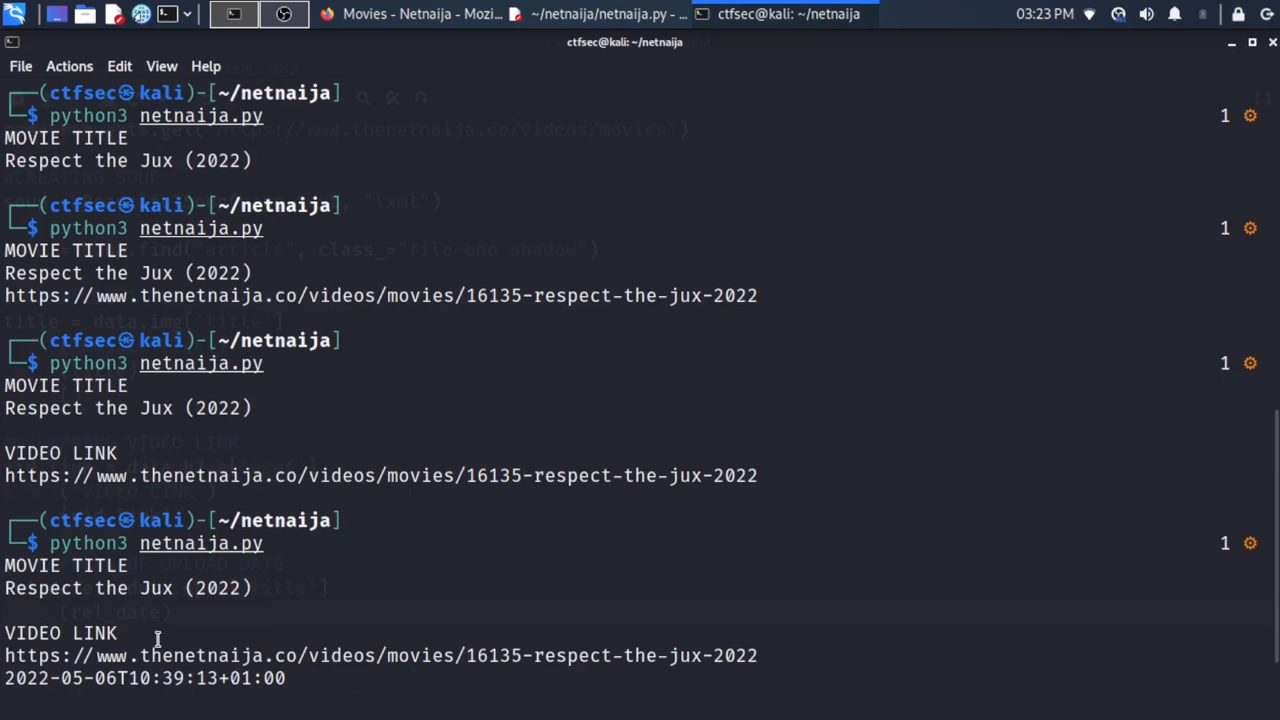 Movies - Netnaija - Mozi...
~/netnaija/netnaija.py - ...
ctfsec@kali: ~/netnaija
03:23 PM
ctfsec@kali: ~/netnaija
File Actions Edit View Help
┌──(ctfsec㉿kali)-[~/netnaija]
└─$ python3 netnaija.py 1
MOVIE TITLE
Respect the Jux (2022)
┌──(ctfsec㉿kali)-[~/netnaija]
└─$ python3 netnaija.py 1
MOVIE TITLE
Respect the Jux (2022)
https://www.thenetnaija.co/videos/movies/16135-respect-the-jux-2022
┌──(ctfsec㉿kali)-[~/netnaija]
└─$ python3 netnaija.py 1
MOVIE TITLE
Respect the Jux (2022)
VIDEO LINK
https://www.thenetnaija.co/videos/movies/16135-respect-the-jux-2022
┌──(ctfsec㉿kali)-[~/netnaija]
└─$ python3 netnaija.py 1
MOVIE TITLE
Respect the Jux (2022)
VIDEO LINK
https://www.thenetnaija.co/videos/movies/16135-respect-the-jux-2022
2022-05-06T10:39:13+01:00